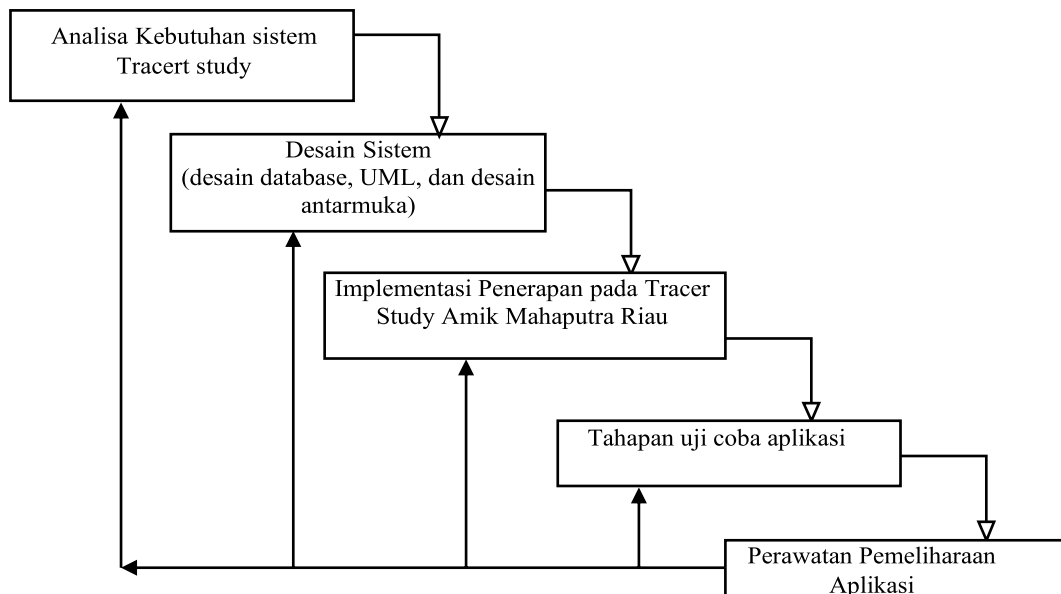 Analisa Kebutuhan sistem
Tracert study
Desain Sistem
(desain database, UML, dan desain
antarmuka)
Implementasi Penerapan pada Tracer
Study Amik Mahaputra Riau
Tahapan uji coba aplikasi
Perawatan Pemeliharaan
Aplikasi